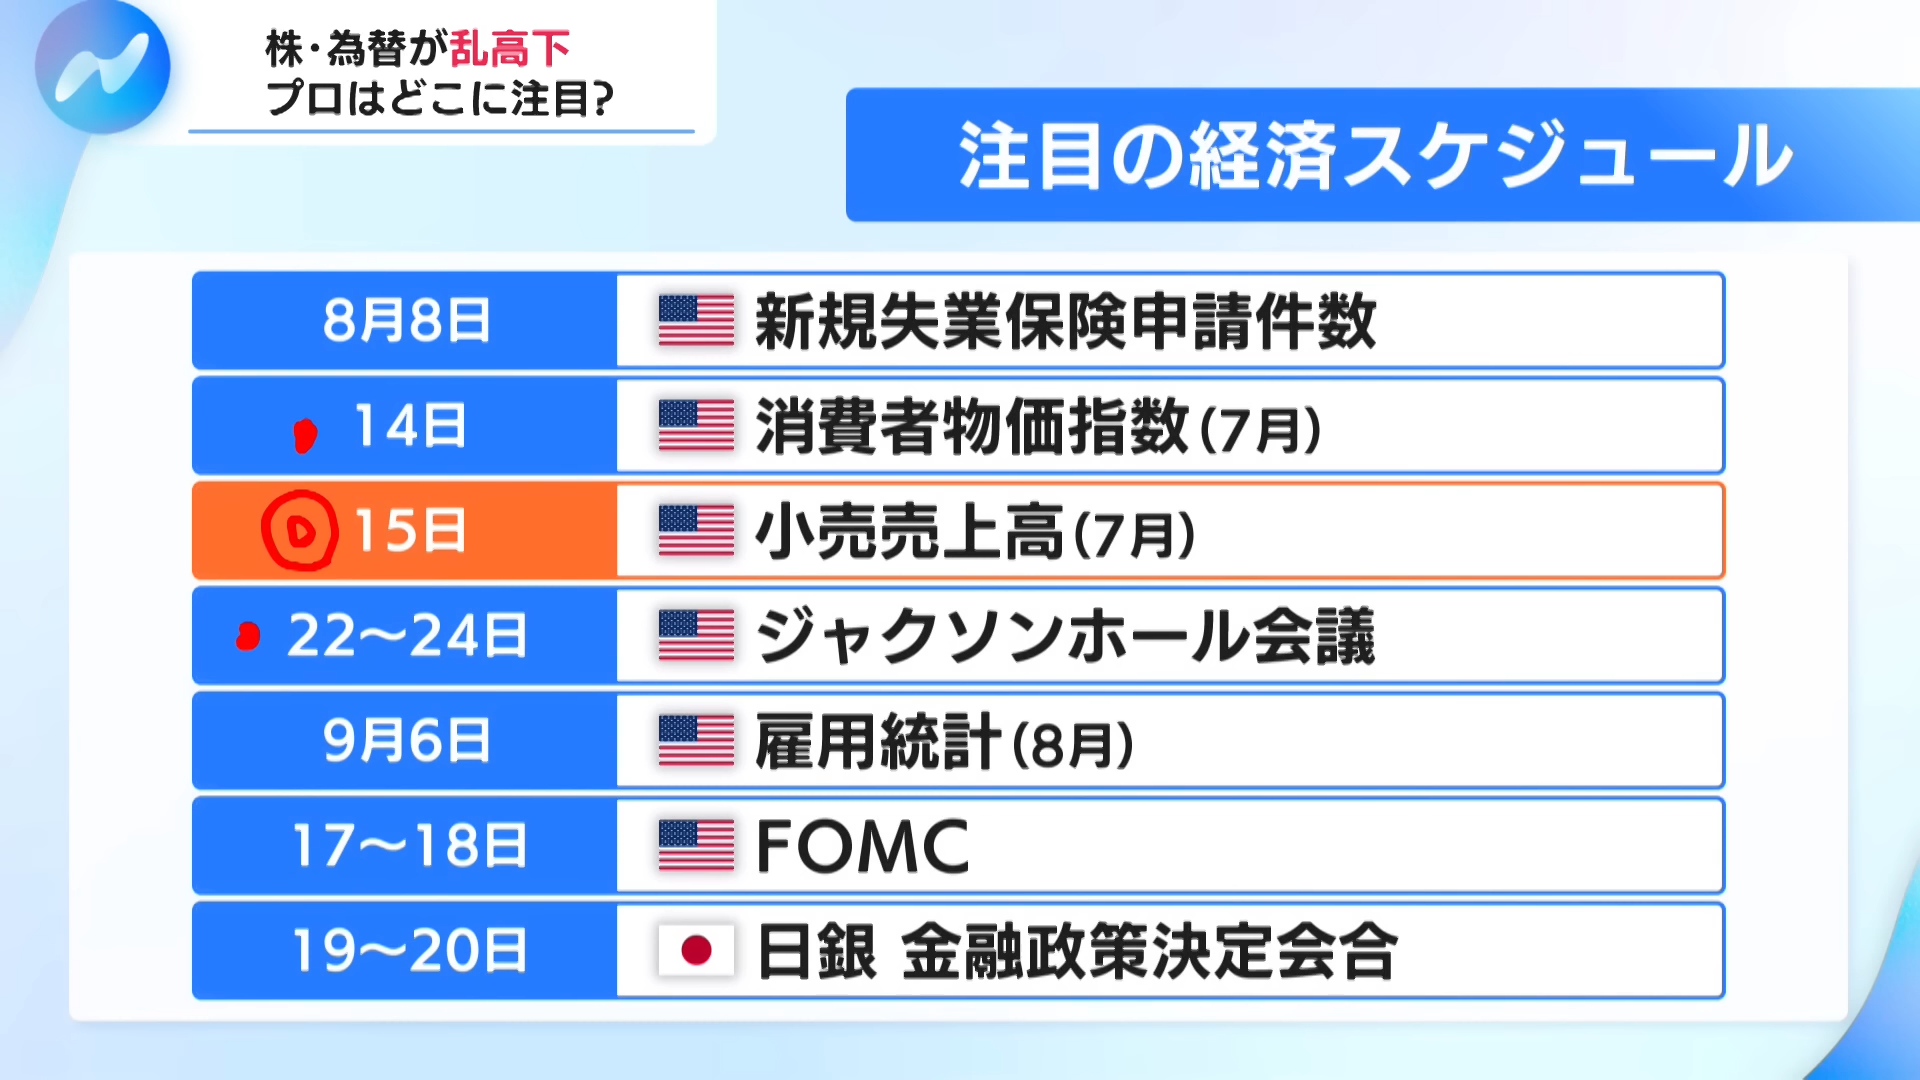 株・為替が乱高下
プロはどこに注目?
注目の経済スケジュール
8月8日 新規失業保険申請件数
14日 消費者物価指数(7月)
15日 小売売上高(7月)
22〜24日 ジャクソンホール会議
9月6日 雇用統計(8月)
17〜18日 FOMC
19〜20日 日銀 金融政策決定会合